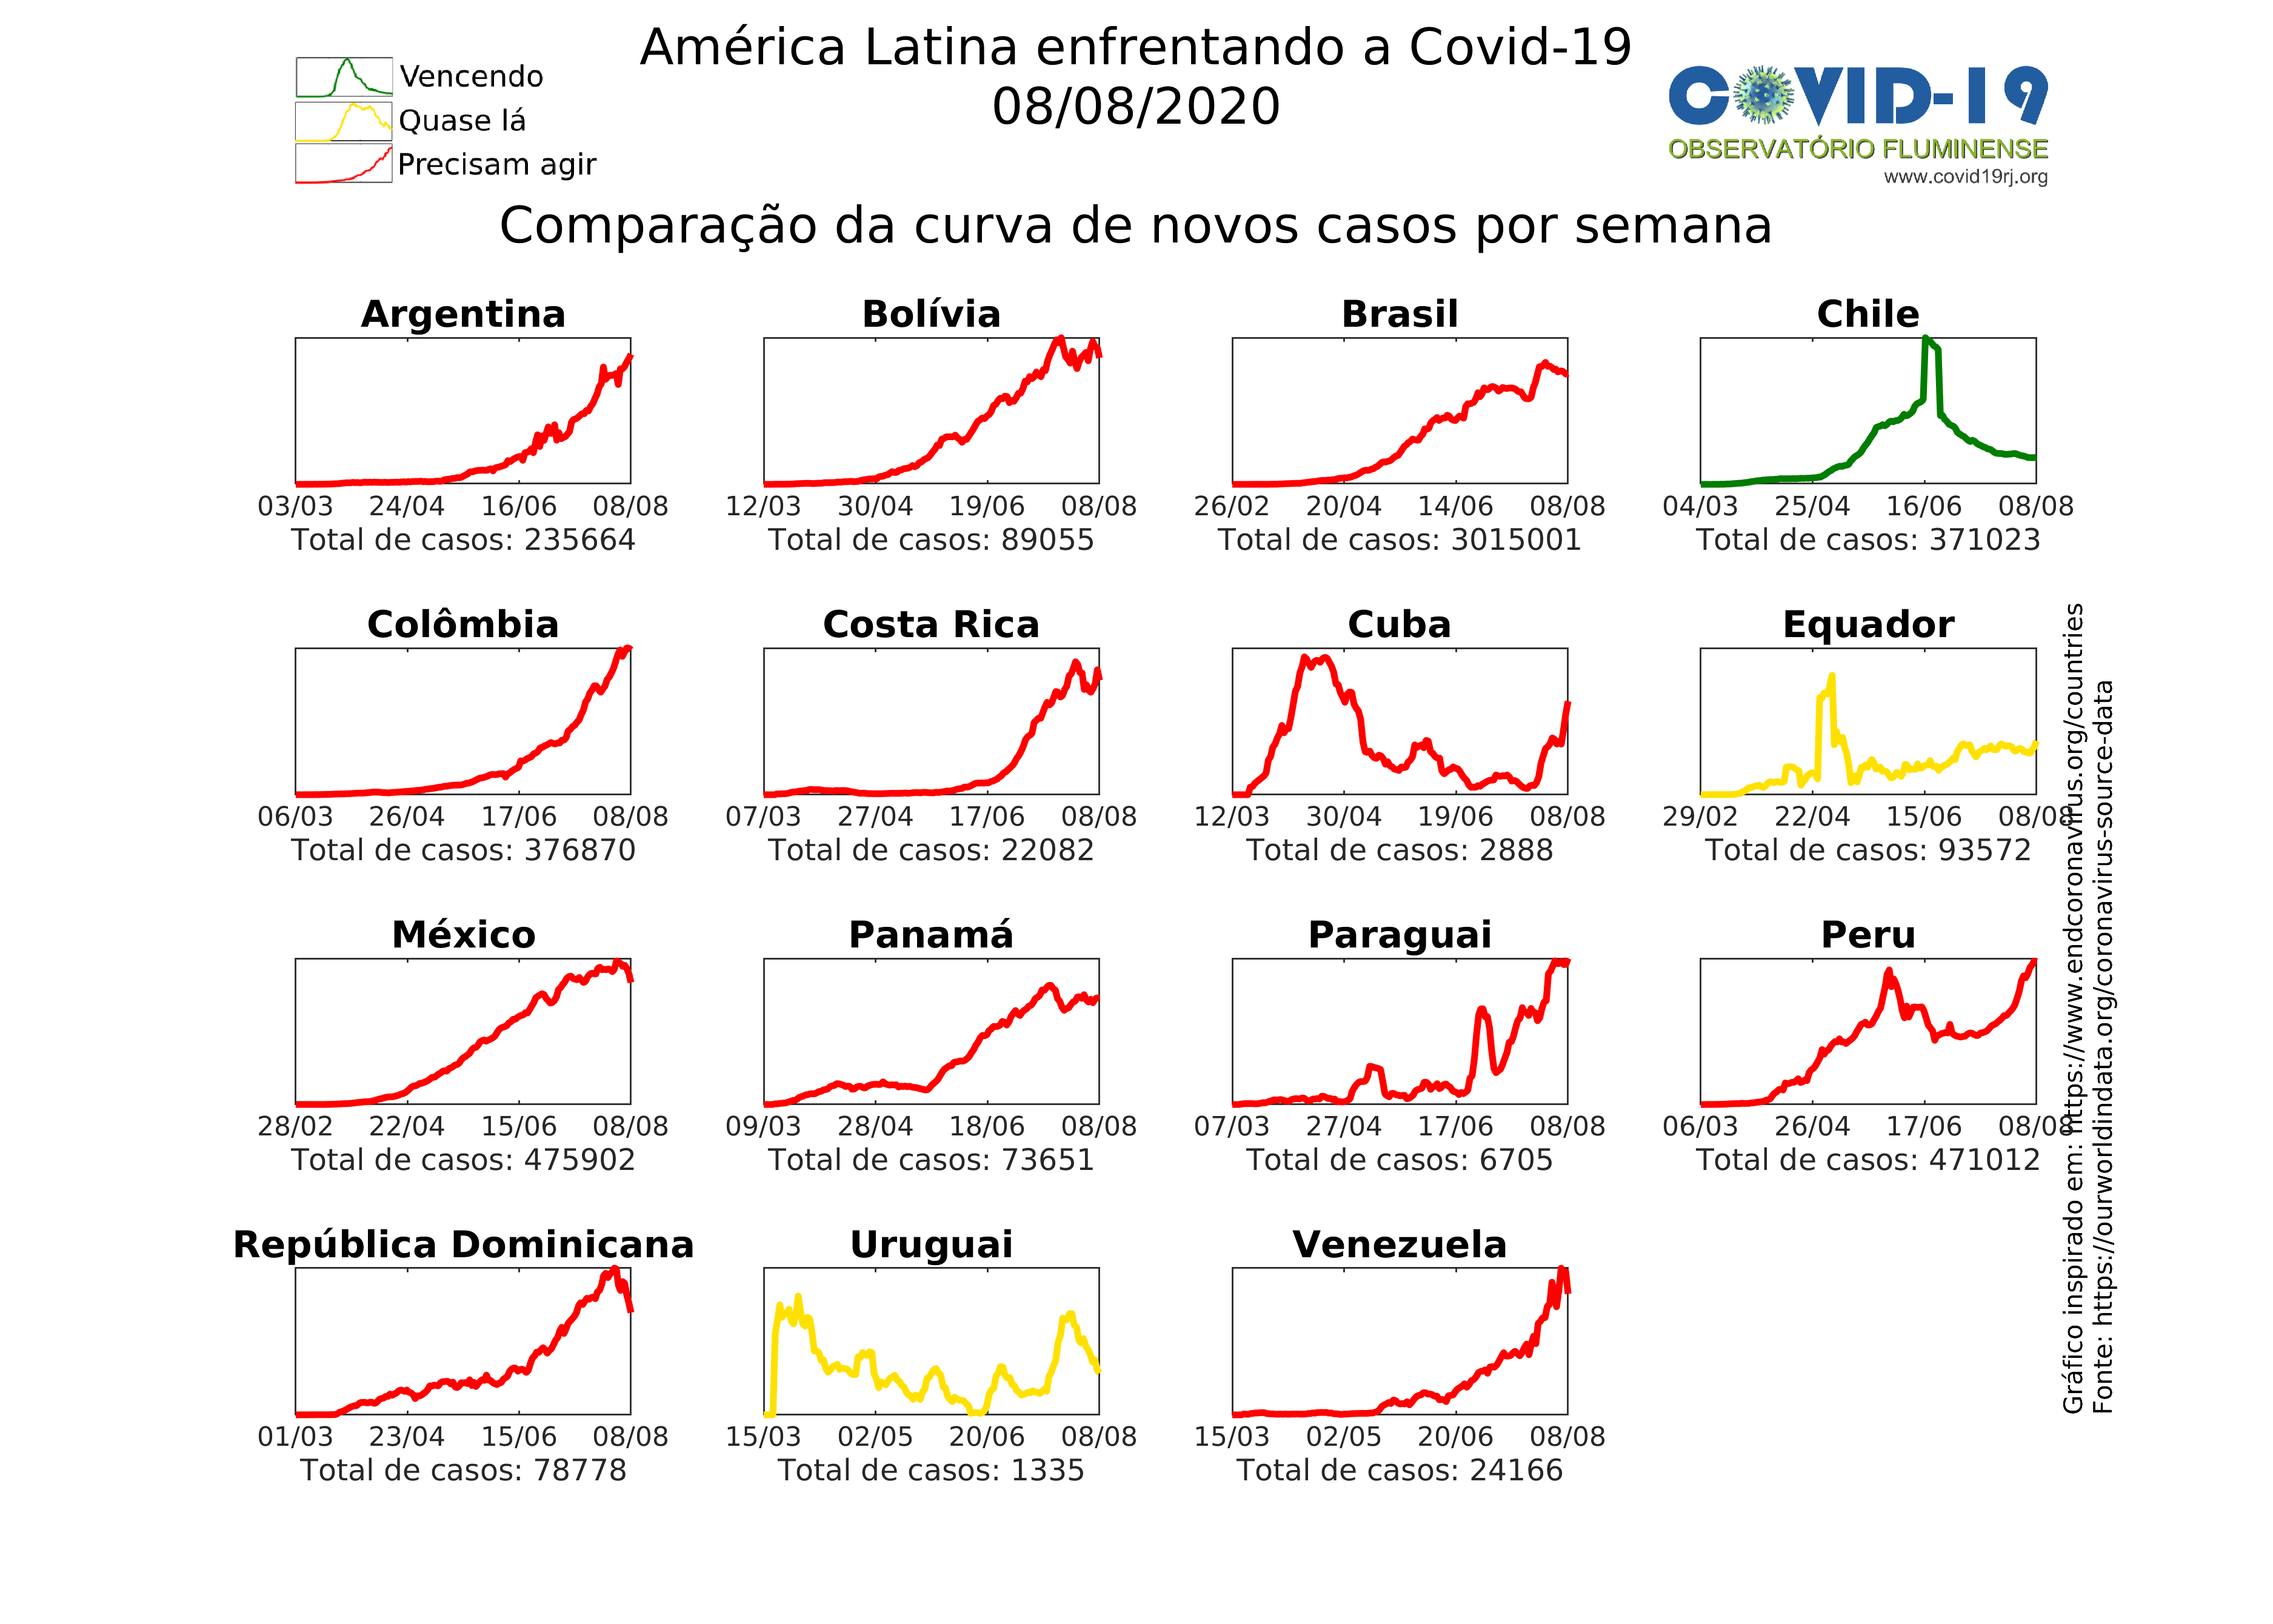 América Latina enfrentando a Covid-19
08/08/2020
Vencendo
Quase lá
Precisam agir
COVID-19
OBSERVATÓRIO FLUMINENSE
www.covid19rj.org
Comparação da curva de novos casos por semana
Argentina
03/03 24/04 16/06 08/08
Total de casos: 235664
Bolívia
12/03 30/04 19/06 08/08
Total de casos: 89055
Brasil
26/02 20/04 14/06 08/08
Total de casos: 3015001
Chile
04/03 25/04 16/06 08/08
Total de casos: 371023
Colômbia
06/03 26/04 17/06 08/08
Total de casos: 376870
Costa Rica
07/03 27/04 17/06 08/08
Total de casos: 22082
Cuba
12/03 30/04 19/06 08/08
Total de casos: 2888
Equador
29/02 22/04 15/06 08/08
Total de casos: 93572
México
28/02 22/04 15/06 08/08
Total de casos: 475902
Panamá
09/03 28/04 18/06 08/08
Total de casos: 73651
Paraguai
07/03 27/04 17/06 08/08
Total de casos: 6705
Peru
06/03 26/04 17/06 08/08
Total de casos: 471012
República Dominicana
01/03 23/04 15/06 08/08
Total de casos: 78778
Uruguai
15/03 02/05 20/06 08/08
Total de casos: 1335
Venezuela
15/03 02/05 20/06 08/08
Total de casos: 24166
Gráfico inspirado em: https://www.endcoronavirus.org/countries
Fonte: https://ourworldindata.org/coronavirus-source-data